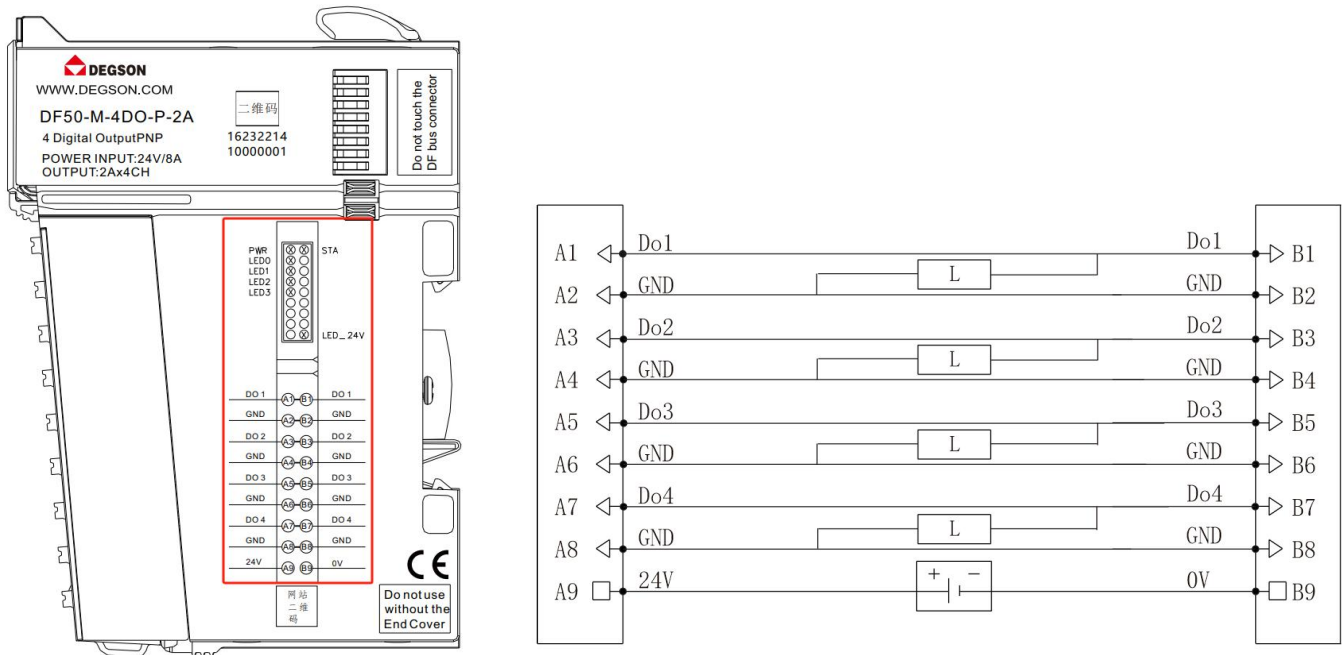 DEGSON
WWW.DEGSON.COM
DF50-M-4DO-P-2A
4 Digital OutputPNP
POWER INPUT:24V/8A
OUTPUT:2Ax4CH
二维码
16232214
10000001
Do not touch the
DF bus connector
PWR STA
LED0
LED1
LED2
LED3
LED_24V
DO 1 A1 B1 DO 1
GND A2 B2 GND
DO 2 A3 B3 DO 2
GND A4 B4 GND
DO 3 A5 B5 DO 3
GND A6 B6 GND
DO 4 A7 B7 DO 4
GND A8 B8 GND
24V A9 B9 0V
网站
二维
码
CE
Do not use
without the
End Cover
A1 Do1 Do1 B1
L
A2 GND GND B2
A3 Do2 Do2 B3
L
A4 GND GND B4
A5 Do3 Do3 B5
L
A6 GND GND B6
A7 Do4 Do4 B7
L
A8 GND GND B8
+ −
A9 24V 0V B9